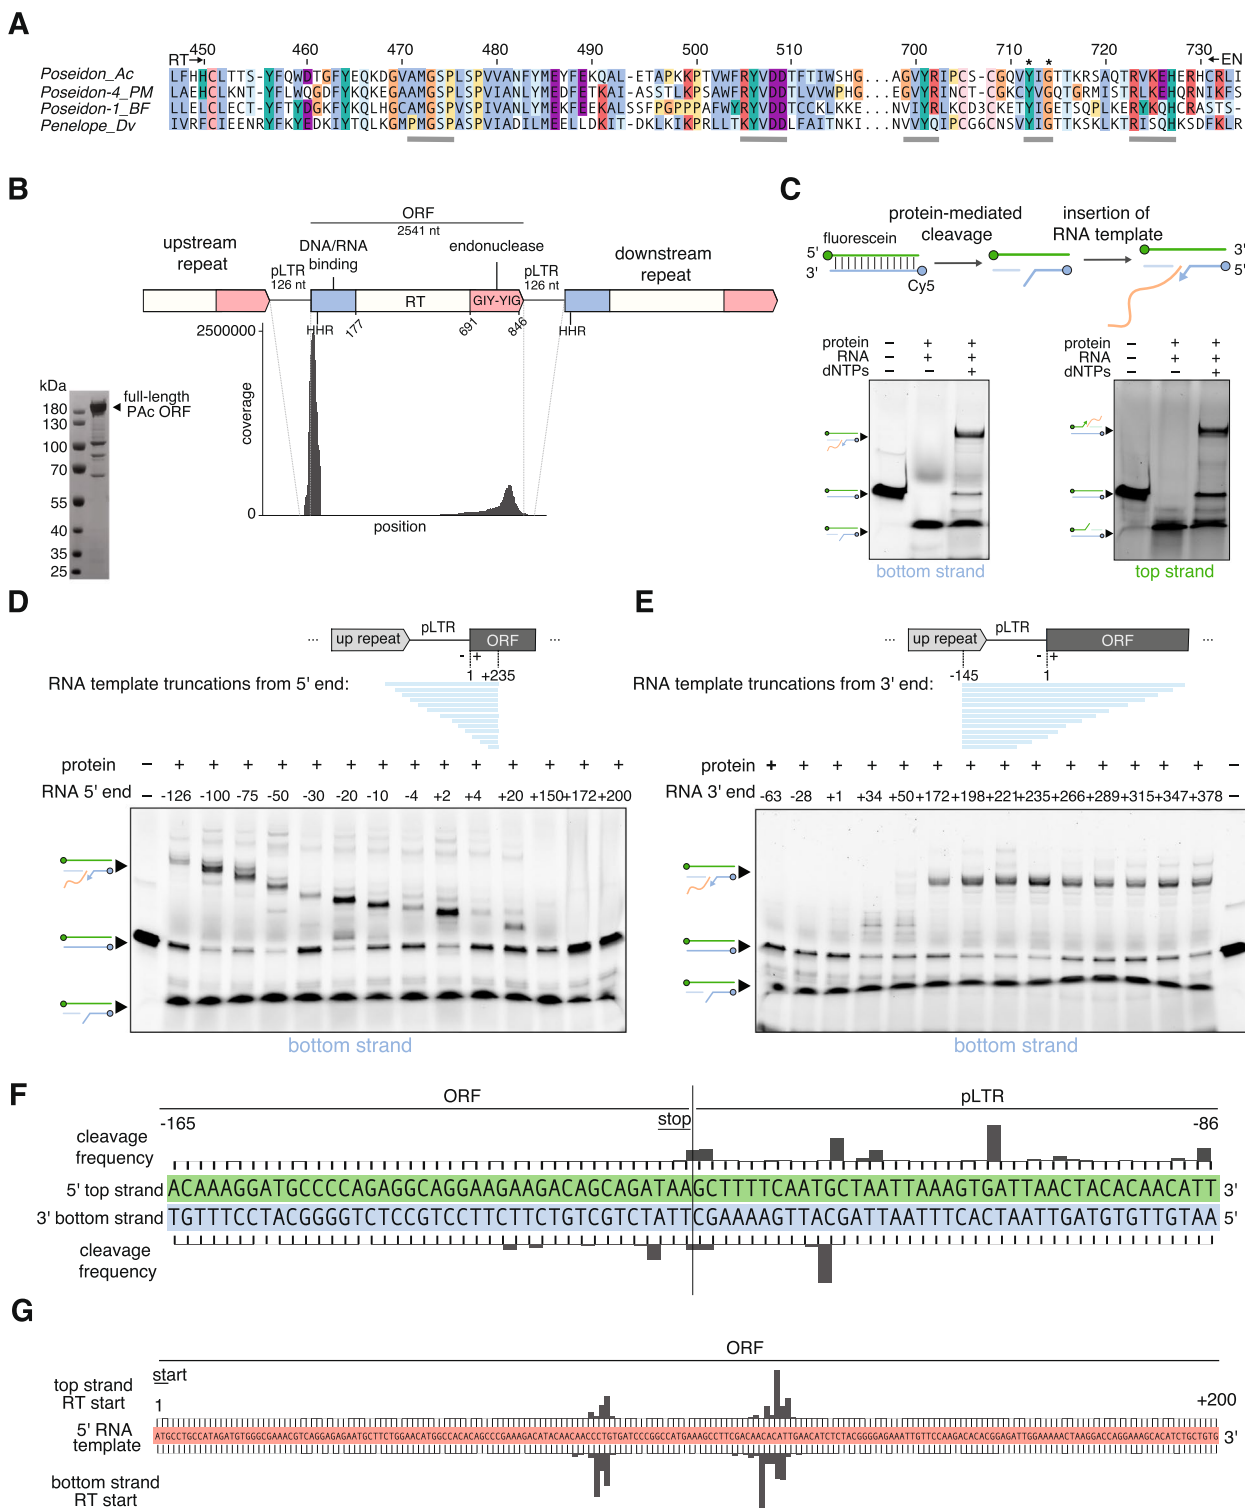 A
450 460 470 480 490 500 510 700 710 720 730
RT→ * * ←EN
Poseidon_Ac
Poseidon-4_PM
Poseidon-1_BF
Penelope_Dv
B
ORF
2541 nt
upstream repeat
DNA/RNA binding
endonuclease
downstream repeat
pLTR 126 nt
pLTR 126 nt
RT
GIY-YIG
HHR
177
691
846
HHR
2500000
coverage
0
position
kDa
180
130
100
70
55
40
35
25
full-length PAc ORF
C
protein-mediated cleavage
insertion of RNA template
fluorescein
5'
3'
Cy5
3'
5'
protein − + +
RNA − + +
dNTPs − − +
bottom strand
protein − + +
RNA − + +
dNTPs − − +
top strand
D
... up repeat pLTR ORF ...
- +
1 +235
RNA template truncations from 5' end:
protein − + + + + + + + + + + + + +
RNA 5' end − -126 -100 -75 -50 -30 -20 -10 -4 +2 +4 +20 +150 +172 +200
bottom strand
E
... up repeat pLTR ORF ...
- +
-145 1
RNA template truncations from 3' end:
protein + + + + + + + + + + + + + + −
RNA 3' end -63 -28 +1 +34 +50 +172 +198 +221 +235 +266 +289 +315 +347 +378 −
bottom strand
F
ORF pLTR
-165 stop -86
cleavage frequency
5' top strand ACAAAGGATGCCCCAGAGGCAGGAAGAAGACAGCAGATAAGCTTTTCAATGCTAATTAAAGTGATTAACTACACAACATT 3'
3' bottom strand TGTTTCCTACGGGGTCTCCGTCCTTCTTCTGTCGTCTATTCGAAAAGTTACGATTAATTTCACTAATTGATGTGTTGTAA 5'
cleavage frequency
G
ORF
start
1 +200
top strand RT start
5' RNA template
3'
bottom strand RT start